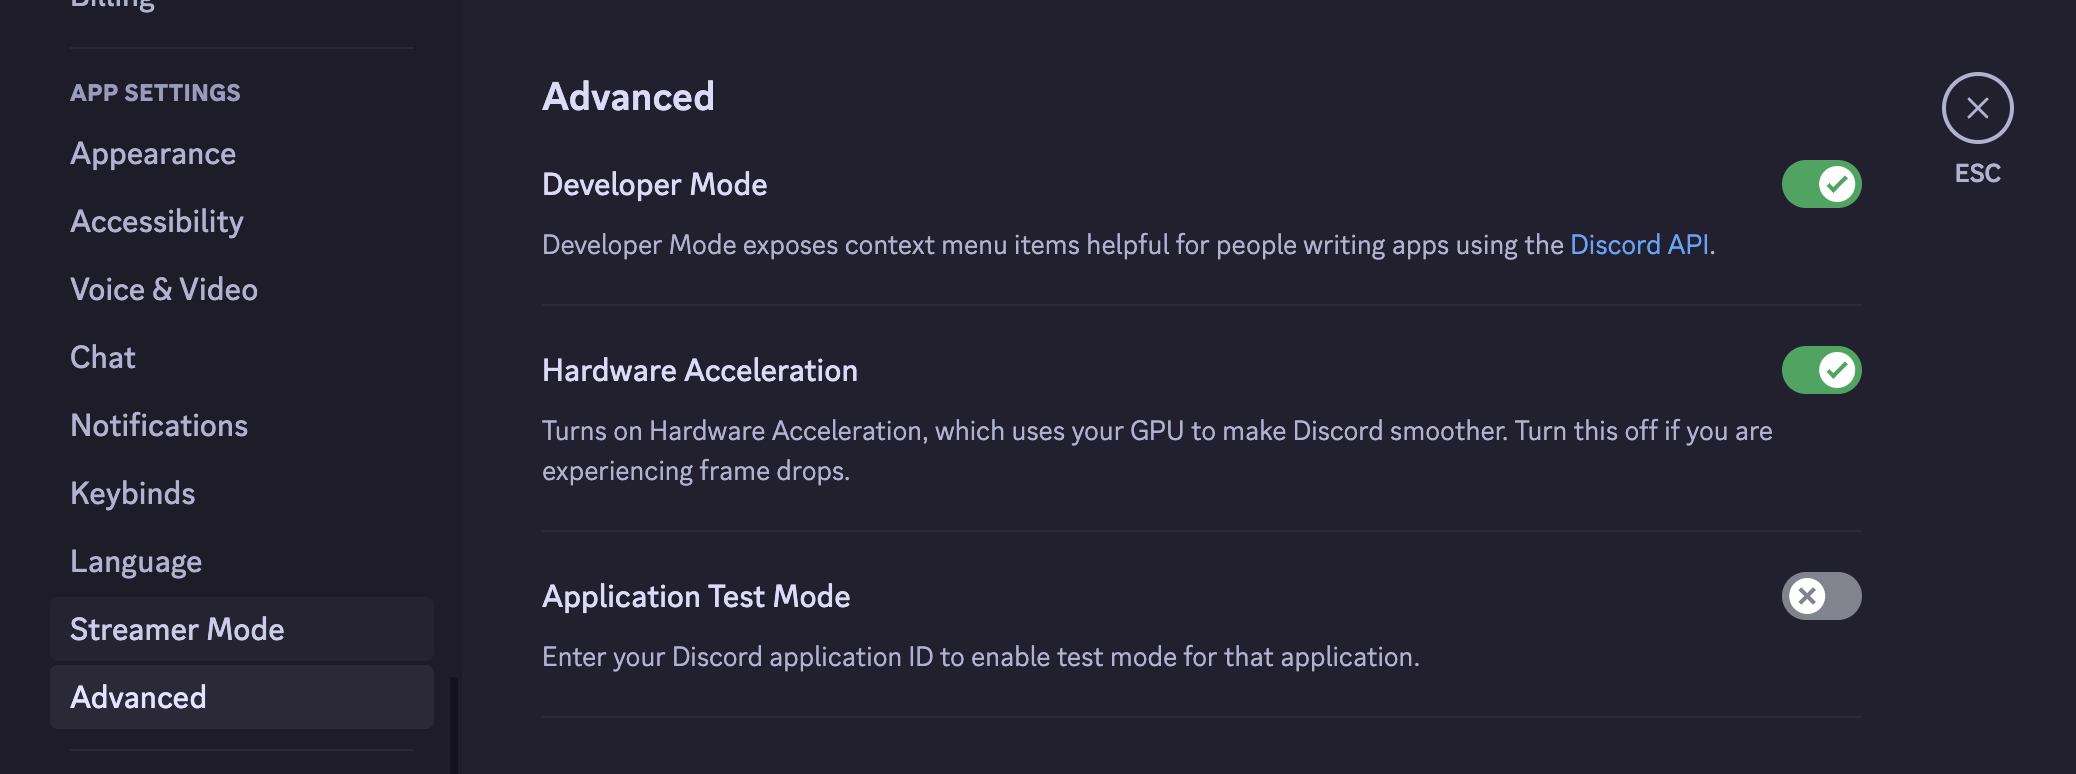 Billing
APP SETTINGS
Appearance
Accessibility
Voice & Video
Chat
Notifications
Keybinds
Language
Streamer Mode
Advanced
Advanced
Developer Mode
Developer Mode exposes context menu items helpful for people writing apps using the Discord API.
Hardware Acceleration
Turns on Hardware Acceleration, which uses your GPU to make Discord smoother. Turn this off if you are
experiencing frame drops.
Application Test Mode
Enter your Discord application ID to enable test mode for that application.
ESC